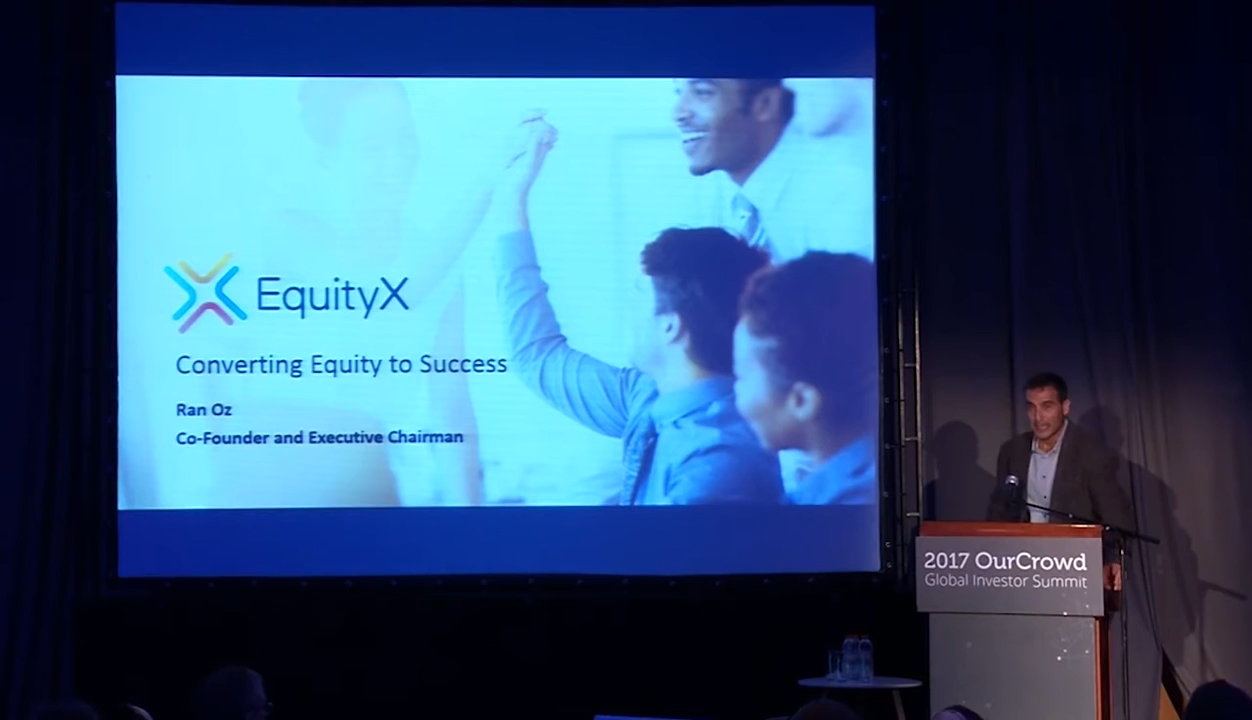 EquityX
Converting Equity to Success
Ran Oz
Co-Founder and Executive Chairman
2017 OurCrowd
Global Investor Summit